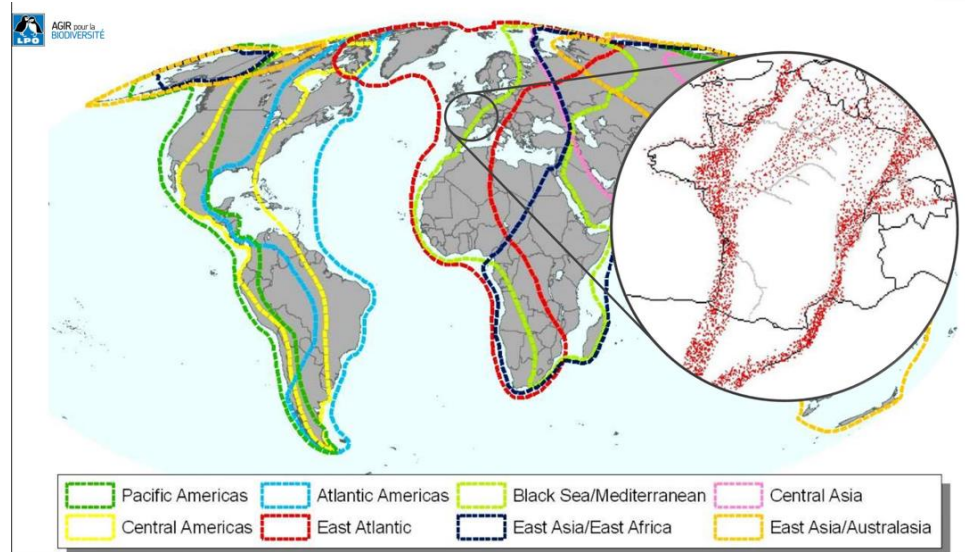 AGIR pour la
BIODIVERSITÉ
LPO
Pacific Americas
Atlantic Americas
Black Sea/Mediterranean
Central Asia
Central Americas
East Atlantic
East Asia/East Africa
East Asia/Australasia